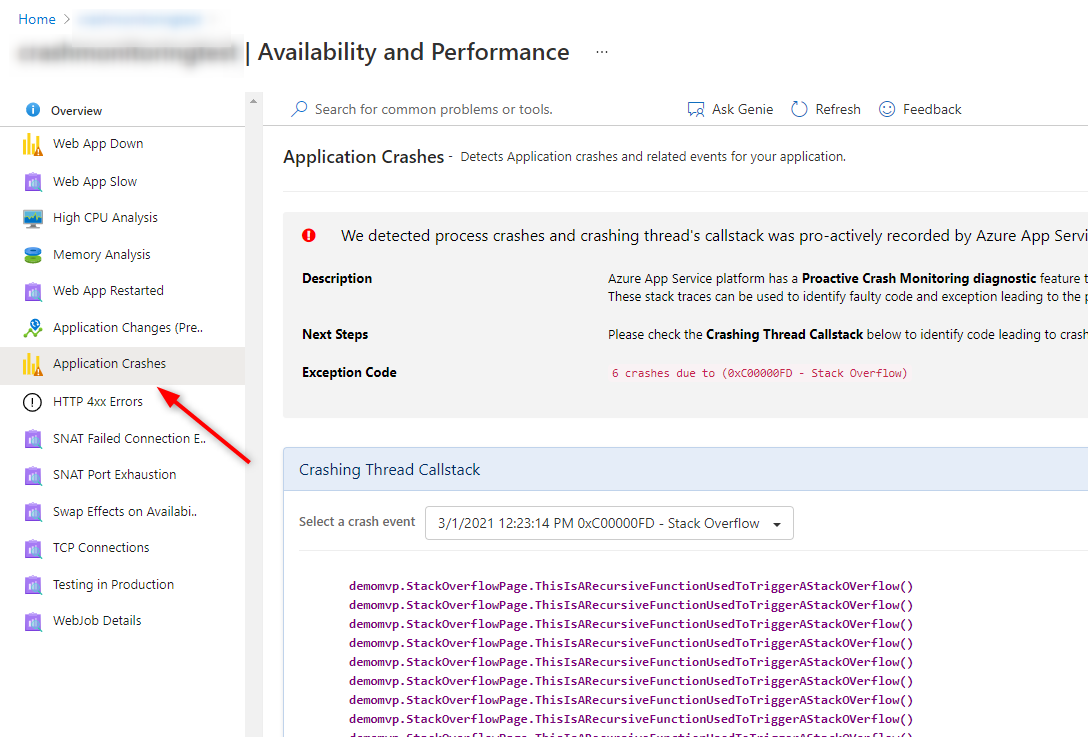 Home >
| Availability and Performance ...
Overview
Web App Down
Web App Slow
High CPU Analysis
Memory Analysis
Web App Restarted
Application Changes (Pre..
Application Crashes
HTTP 4xx Errors
SNAT Failed Connection E..
SNAT Port Exhaustion
Swap Effects on Availabi..
TCP Connections
Testing in Production
WebJob Details
Search for common problems or tools.
Ask Genie
Refresh
Feedback
Application Crashes - Detects Application crashes and related events for your application.
We detected process crashes and crashing thread's callstack was pro-actively recorded by Azure App Servi
Description
Azure App Service platform has a Proactive Crash Monitoring diagnostic feature t
These stack traces can be used to identify faulty code and exception leading to the p
Next Steps
Please check the Crashing Thread Callstack below to identify code leading to crash
Exception Code
6 crashes due to (0xC00000FD - Stack Overflow)
Crashing Thread Callstack
Select a crash event
3/1/2021 12:23:14 PM 0xC00000FD - Stack Overflow
demomvp.StackOverflowPage.ThisIsARecursiveFunctionUsedToTriggerAStackOVerflow()
demomvp.StackOverflowPage.ThisIsARecursiveFunctionUsedToTriggerAStackOVerflow()
demomvp.StackOverflowPage.ThisIsARecursiveFunctionUsedToTriggerAStackOVerflow()
demomvp.StackOverflowPage.ThisIsARecursiveFunctionUsedToTriggerAStackOVerflow()
demomvp.StackOverflowPage.ThisIsARecursiveFunctionUsedToTriggerAStackOVerflow()
demomvp.StackOverflowPage.ThisIsARecursiveFunctionUsedToTriggerAStackOVerflow()
demomvp.StackOverflowPage.ThisIsARecursiveFunctionUsedToTriggerAStackOVerflow()
demomvp.StackOverflowPage.ThisIsARecursiveFunctionUsedToTriggerAStackOVerflow()